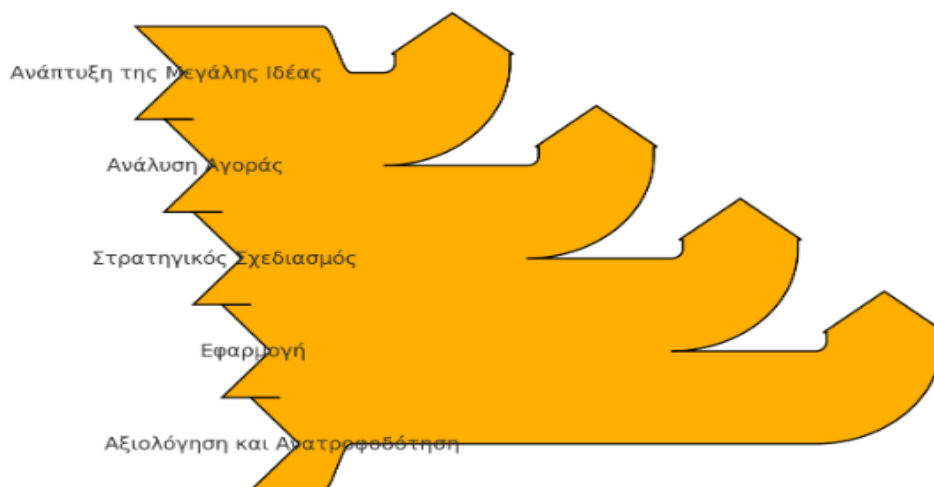 Ανάπτυξη της Μεγάλης Ιδέας
Ανάλυση Αγοράς
Στρατηγικός Σχεδιασμός
Εφαρμογή
Αξιολόγηση και Ανατροφοδότηση